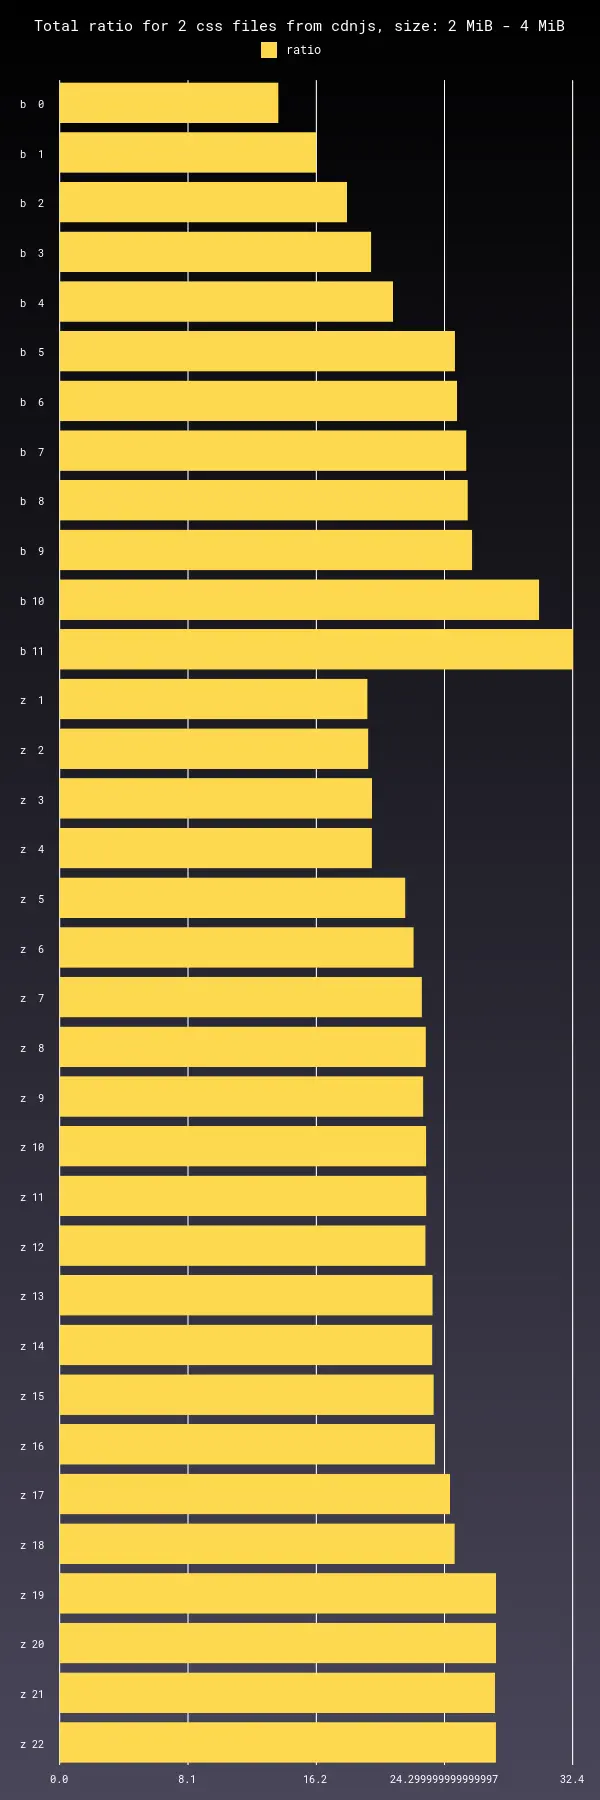 Total ratio for 2 css files from cdnjs, size: 2 MiB - 4 MiB
ratio
b 0
b 1
b 2
b 3
b 4
b 5
b 6
b 7
b 8
b 9
b 10
b 11
z 1
z 2
z 3
z 4
z 5
z 6
z 7
z 8
z 9
z 10
z 11
z 12
z 13
z 14
z 15
z 16
z 17
z 18
z 19
z 20
z 21
z 22
0.0 8.1 16.2 24.299999999999997 32.4